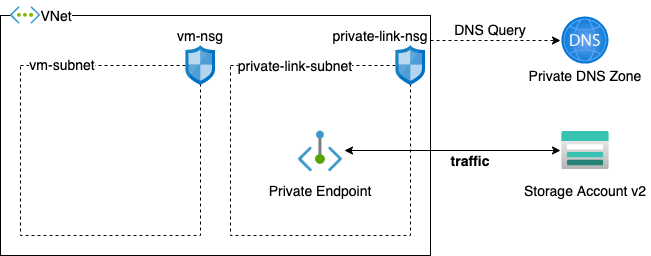 VNet
vm-nsg
private-link-nsg
DNS Query
DNS
vm-subnet
private-link-subnet
Private DNS Zone
traffic
Private Endpoint
Storage Account v2